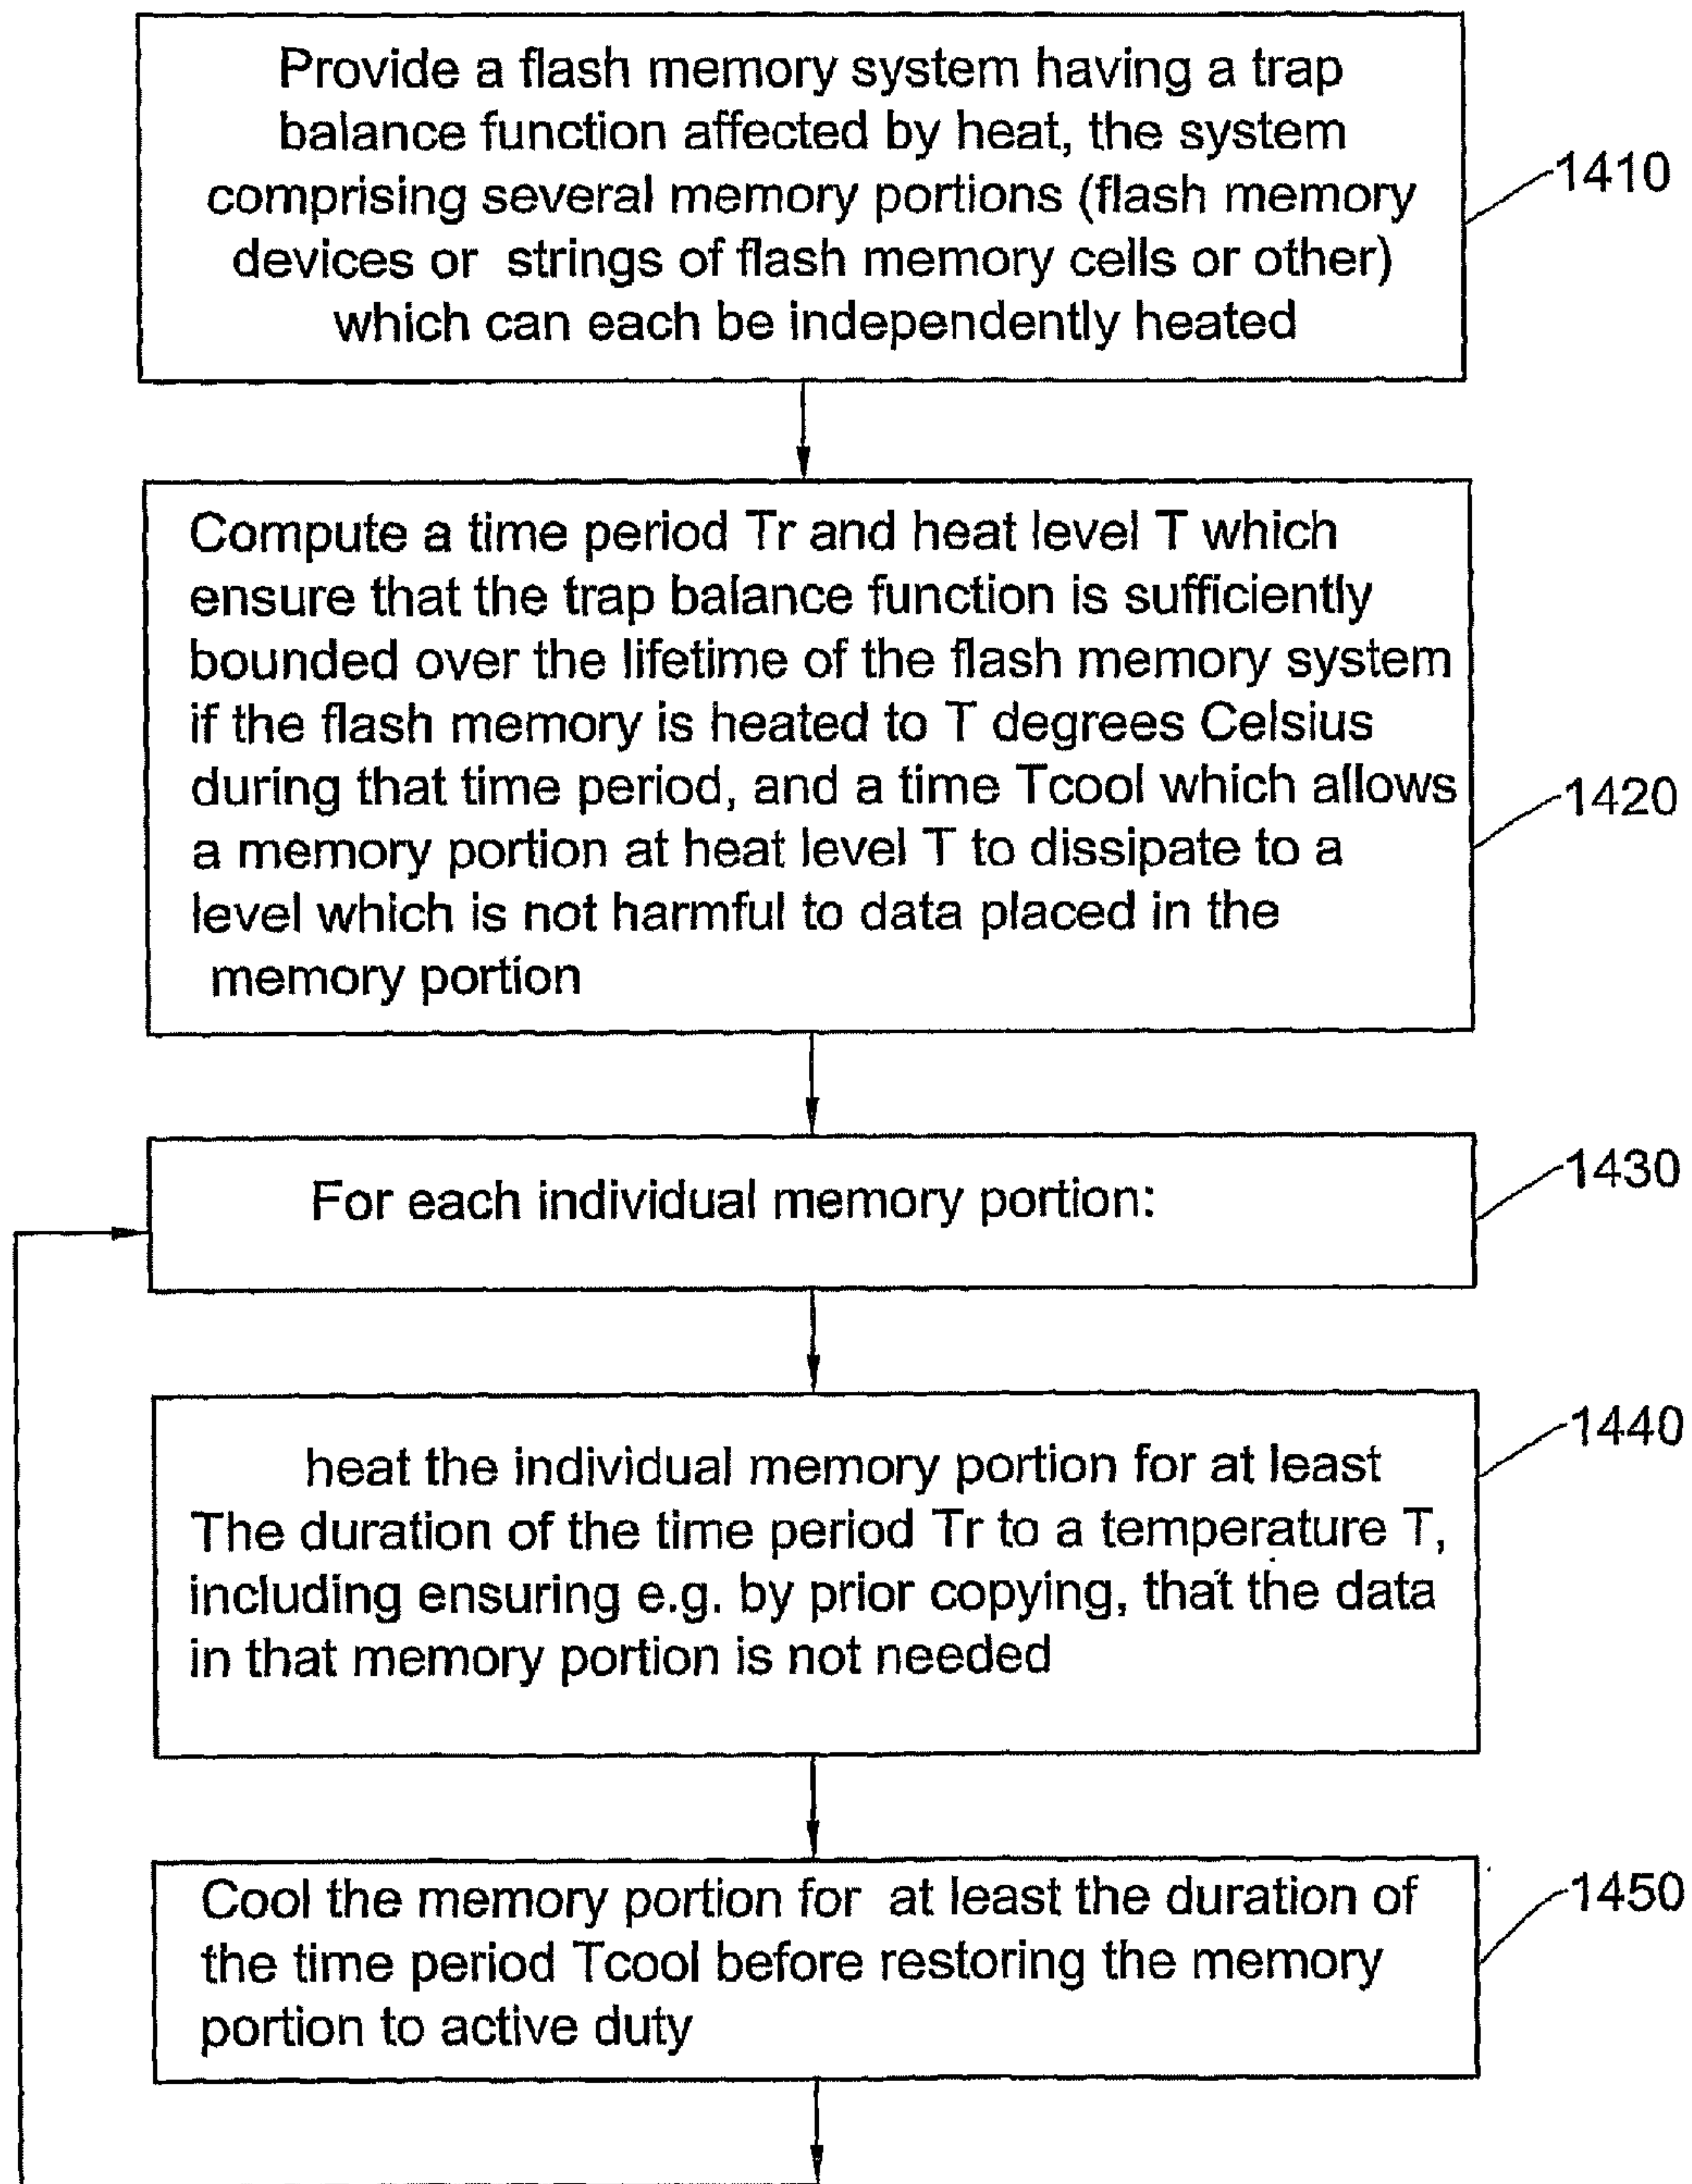 Provide a flash memory system having a trap
balance function affected by heat, the system
comprising several memory portions (flash memory
devices or strings of flash memory cells or other)
which can each be independently heated
1410
Compute a time period Tr and heat level T which
ensure that the trap balance function is sufficiently
bounded over the lifetime of the flash memory system
if the flash memory is heated to T degrees Celsius
during that time period, and a time Tcool which allows
a memory portion at heat level T to dissipate to a
level which is not harmful to data placed in the
memory portion
1420
For each individual memory portion:
1430
heat the individual memory portion for at least
The duration of the time period Tr to a temperature T,
including ensuring e.g. by prior copying, that the data
in that memory portion is not needed
1440
Cool the memory portion for at least the duration of
the time period Tcool before restoring the memory
portion to active duty
1450